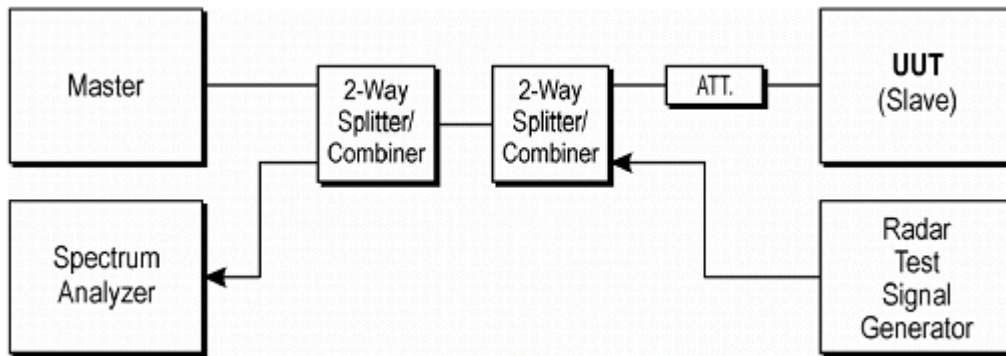 Master
2-Way
Splitter/
Combiner
2-Way
Splitter/
Combiner
ATT.
UUT
(Slave)
Spectrum
Analyzer
Radar
Test
Signal
Generator